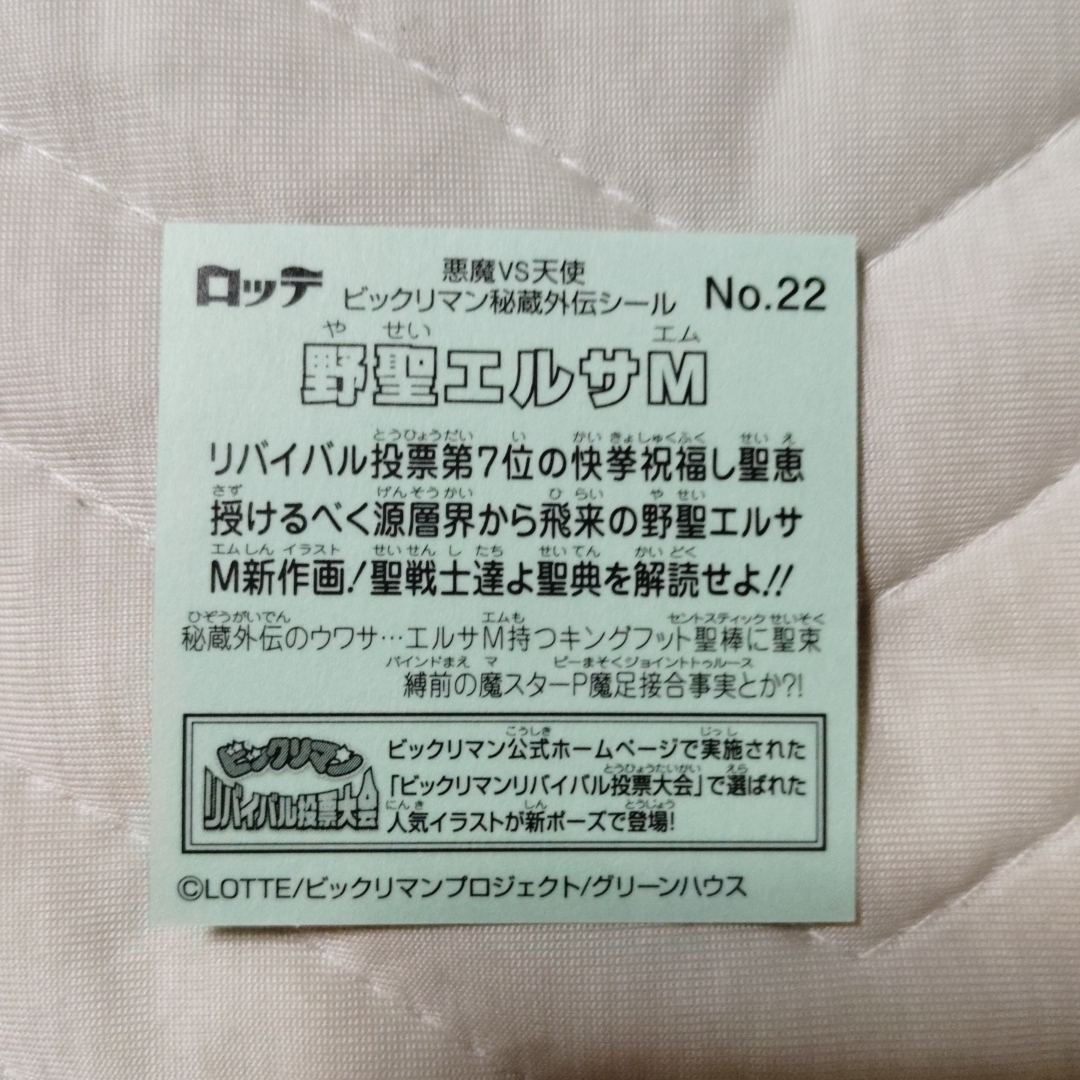 ロッテ
悪魔VS天使
ビックリマン秘蔵外伝シール
No.22
や せい エム
野聖エルサM
とうひょうだい い かいきょしゅくふく せいえ
リバイバル投票第7位の快挙祝福し聖恵
さず げんそうかい ひらい やせい
授けるべく源層界から飛来の野聖エルサ
エムしん イラスト せいせんしたち せいてん かいどく
M新作画!聖戦士達よ聖典を解読せよ!!
ひぞうがいでん エムも セントスティック せいそく
秘蔵外伝のウワサ…エルサM持つキングフット聖棒に聖束
バインドまえ マ ピーまそくジョイントトゥルース
縛前の魔スターP魔足接合事実とか?!
ビックリマン
リバイバル投票大会
こうしき じっし
ビックリマン公式ホームページで実施された
とうひょうたいかい えら
「ビックリマンリバイバル投票大会」で選ばれた
にんき しん とうじょう
人気イラストが新ポーズで登場!
©LOTTE/ビックリマンプロジェクト/グリーンハウス